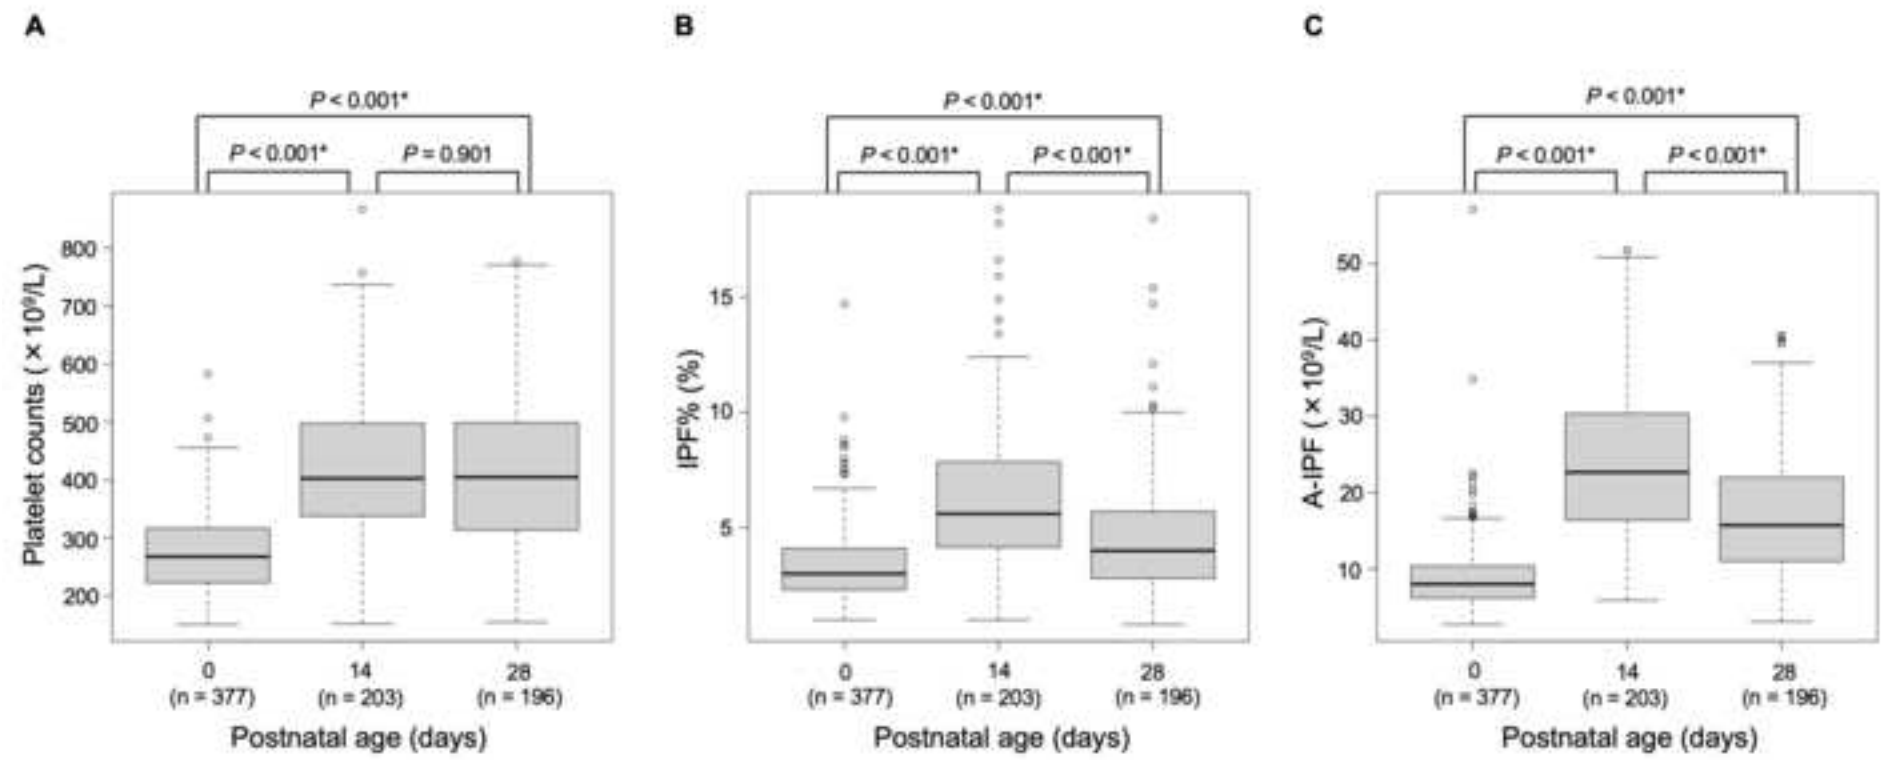 A
P < 0.001*
P < 0.001*
P = 0.901
Platelet counts (×10⁹/L)
800
700
600
500
400
300
200
0
14
28
(n = 377)
(n = 203)
(n = 196)
Postnatal age (days)
B
P < 0.001*
P < 0.001*
P < 0.001*
IPF% (%)
15
10
5
0
14
28
(n = 377)
(n = 203)
(n = 196)
Postnatal age (days)
C
P < 0.001*
P < 0.001*
P < 0.001*
A-IPF (×10⁹/L)
50
40
30
20
10
0
14
28
(n = 377)
(n = 203)
(n = 196)
Postnatal age (days)